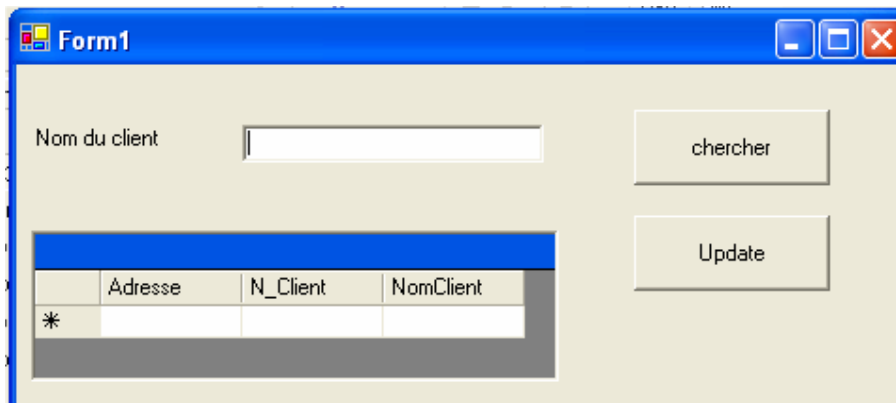 Form1
Nom du client
chercher
Update
Adresse N_Client NomClient
*